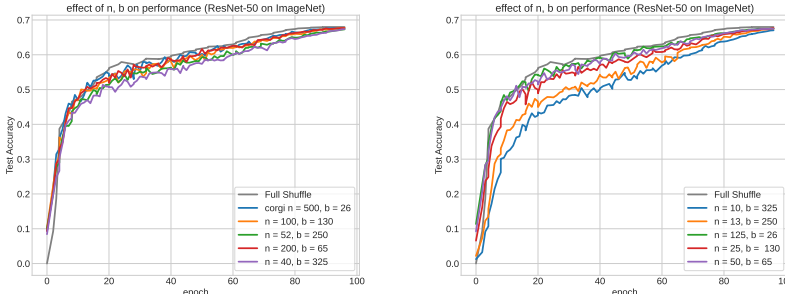 effect of n, b on performance (ResNet-50 on ImageNet)
Test Accuracy
0.7
0.6
0.5
0.4
0.3
0.2
0.1
0.0
0 20 40 60 80 100
epoch
Full Shuffle
corgi n = 500, b = 26
n = 100, b = 130
n = 52, b = 250
n = 200, b = 65
n = 40, b = 325
effect of n, b on performance (ResNet-50 on ImageNet)
Test Accuracy
0.7
0.6
0.5
0.4
0.3
0.2
0.1
0.0
0 20 40 60 80 100
epoch
Full Shuffle
n = 10, b = 325
n = 13, b = 250
n = 125, b = 26
n = 25, b = 130
n = 50, b = 65